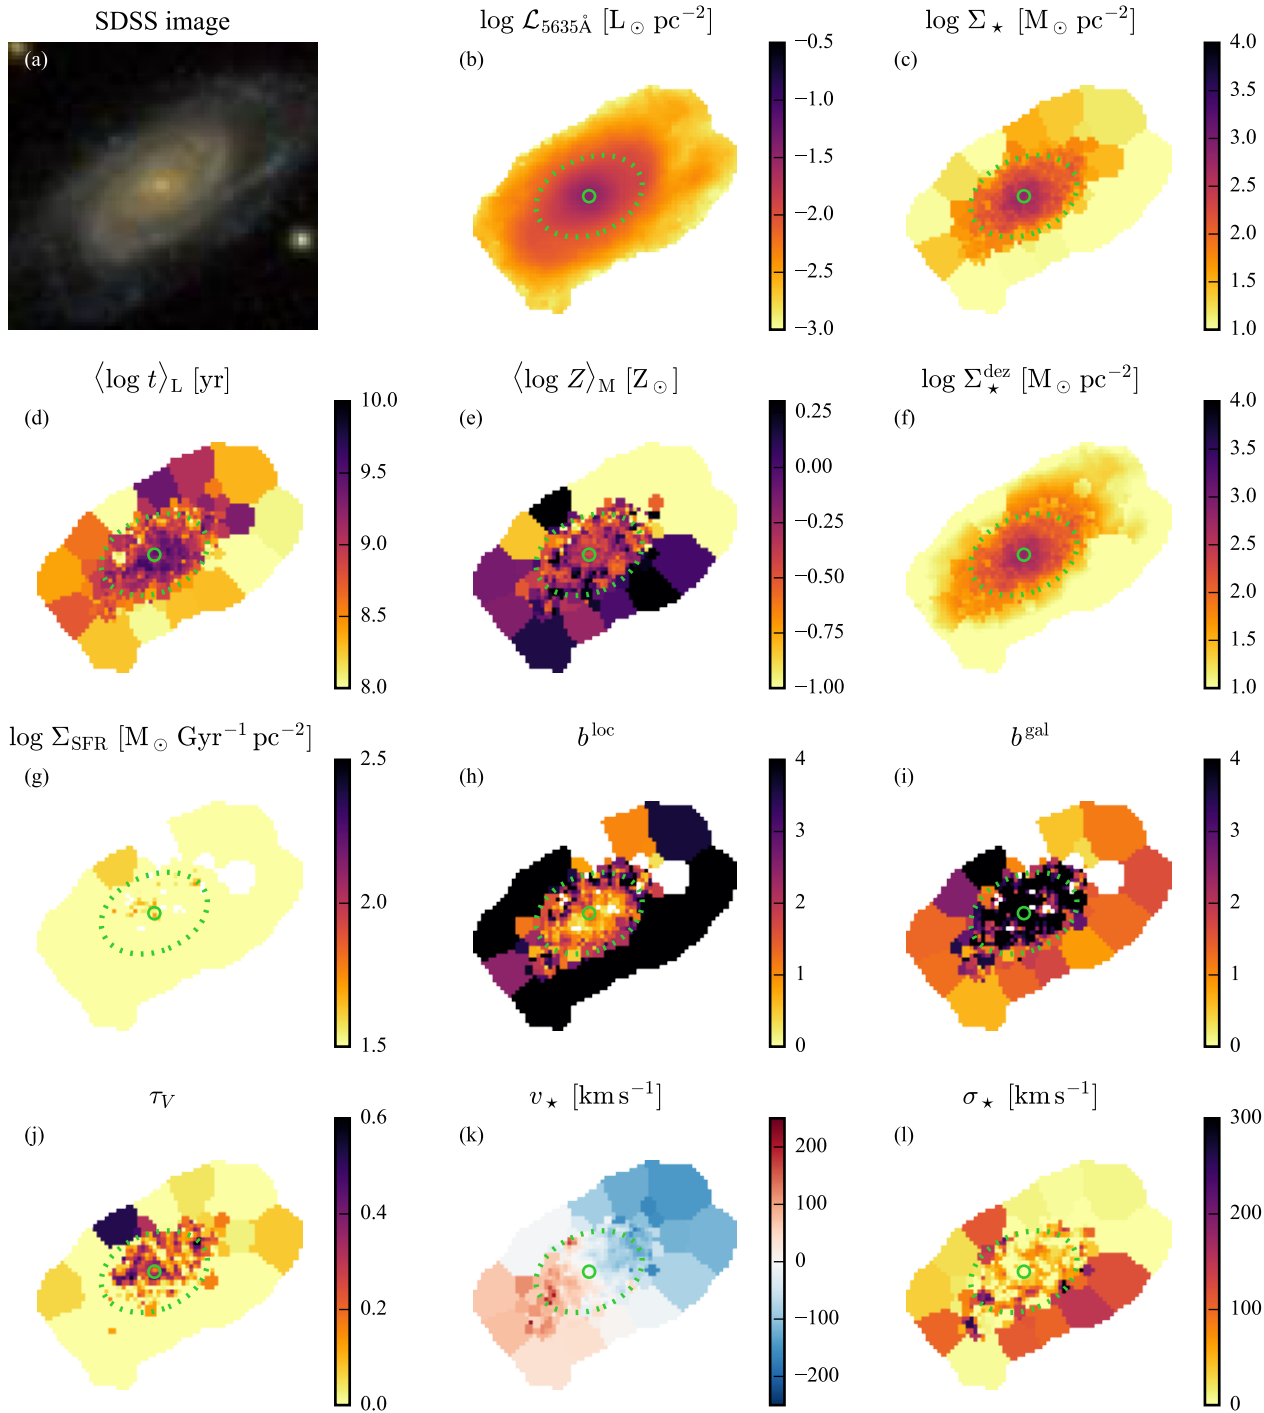 SDSS image
log ℒ5635Å [L⊙ pc−2]
log Σ⋆ [M⊙ pc−2]
(a)
(b)
(c)
−0.5
−1.0
−1.5
−2.0
−2.5
−3.0
4.0
3.5
3.0
2.5
2.0
1.5
1.0
⟨log t⟩L [yr]
⟨log Z⟩M [Z⊙]
log Σ⋆dez [M⊙ pc−2]
(d)
(e)
(f)
10.0
9.5
9.0
8.5
8.0
0.25
0.00
−0.25
−0.50
−0.75
−1.00
4.0
3.5
3.0
2.5
2.0
1.5
1.0
log ΣSFR [M⊙ Gyr−1 pc−2]
bloc
bgal
(g)
(h)
(i)
2.5
2.0
1.5
4
3
2
1
0
4
3
2
1
0
τV
v⋆ [km s−1]
σ⋆ [km s−1]
(j)
(k)
(l)
0.6
0.4
0.2
0.0
200
100
0
−100
−200
300
200
100
0